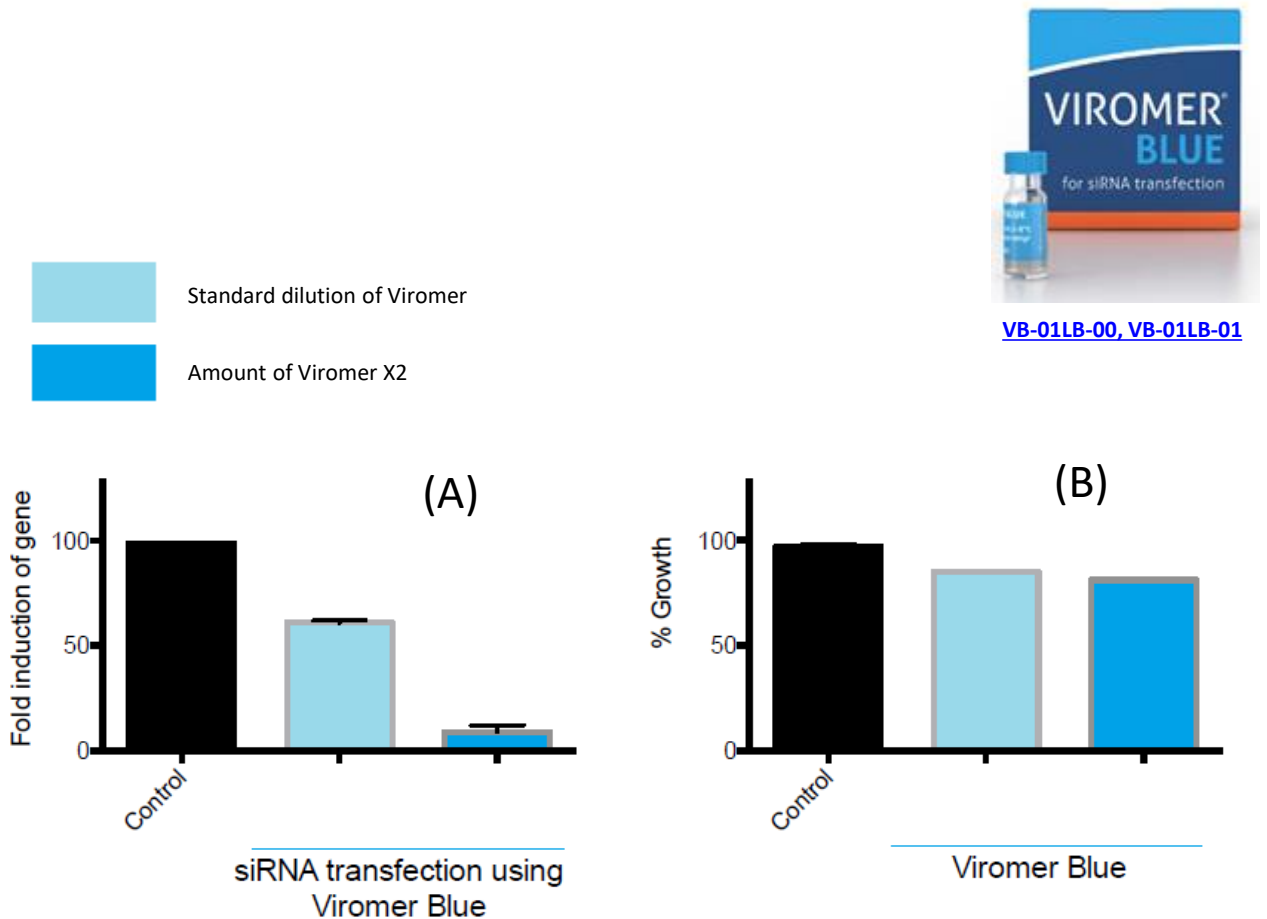 VIROMER®
BLUE
for siRNA transfection
VB-01LB-00, VB-01LB-01
Standard dilution of Viromer
Amount of Viromer X2
(A)
Fold induction of gene
100
50
0
Control
siRNA transfection using
Viromer Blue
(B)
% Growth
100
50
0
Control
Viromer Blue